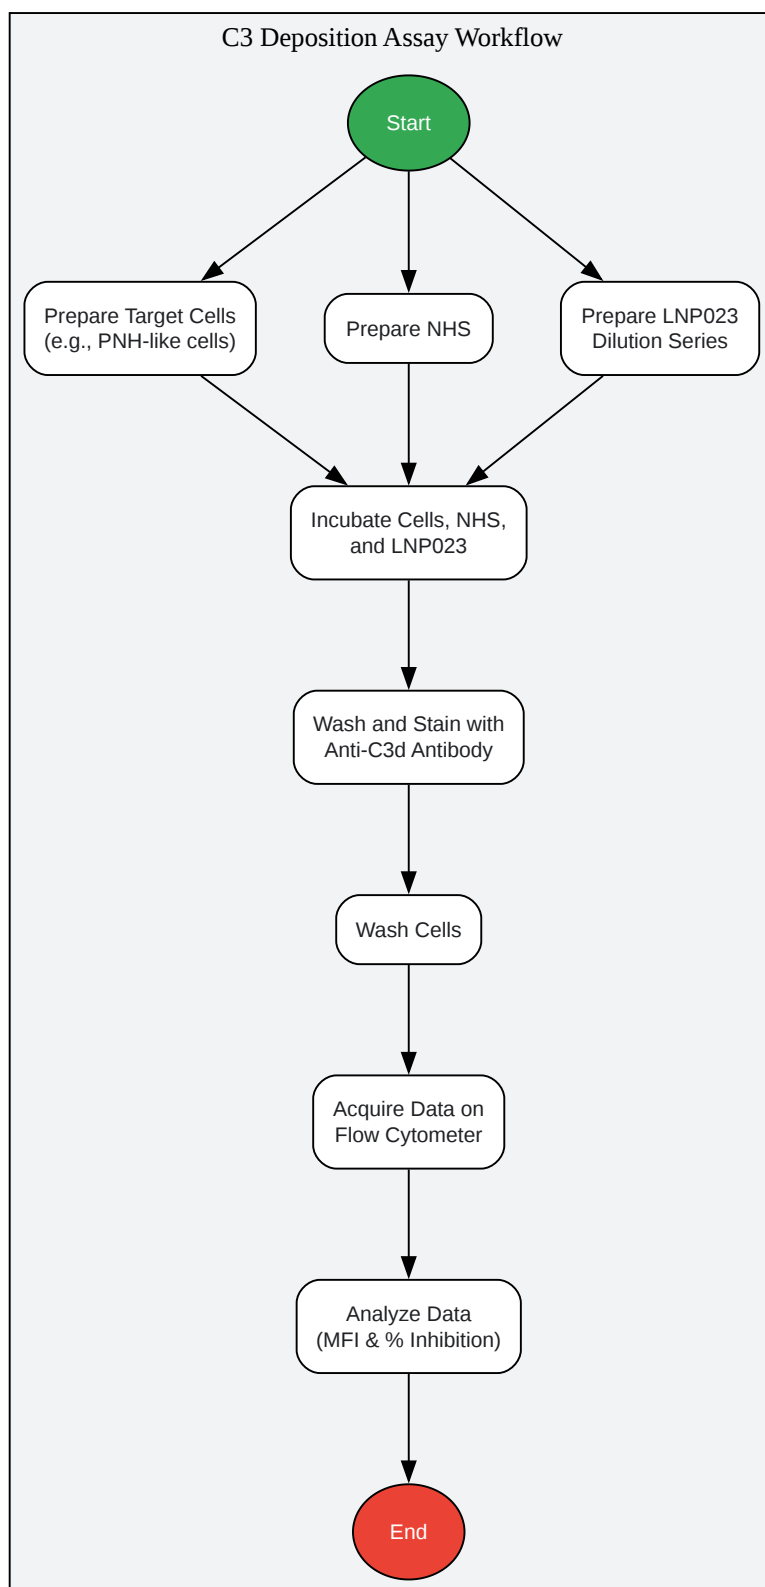 C3 Deposition Assay Workflow
Start
Prepare Target Cells
(e.g., PNH-like cells)
Prepare NHS
Prepare LNP023
Dilution Series
Incubate Cells, NHS,
and LNP023
Wash and Stain with
Anti-C3d Antibody
Wash Cells
Acquire Data on
Flow Cytometer
Analyze Data
(MFI & % Inhibition)
End